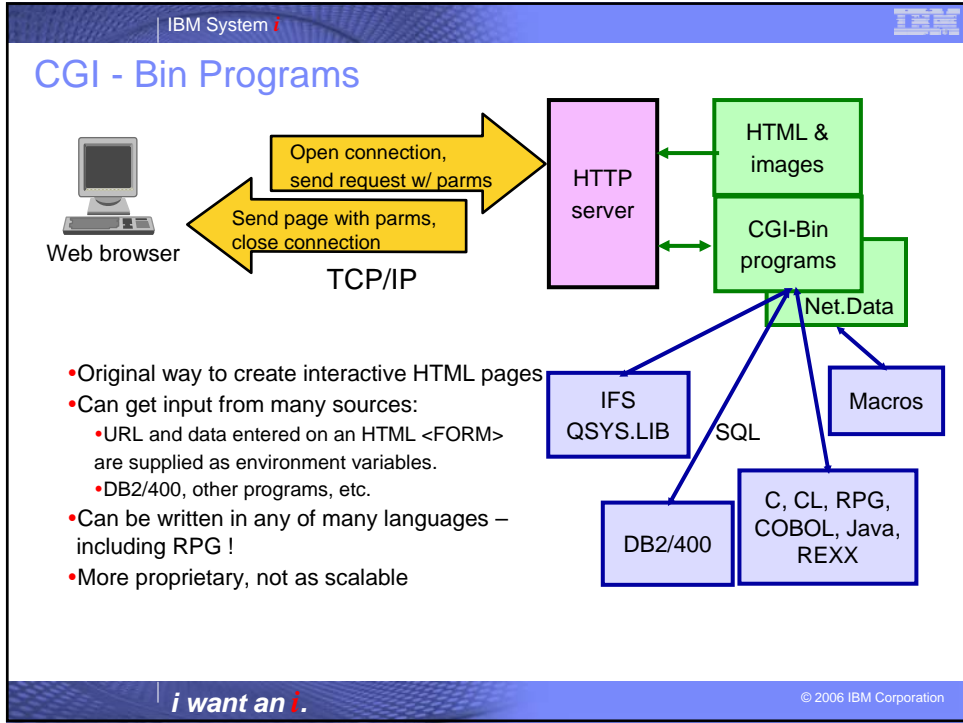 IBM System i
IBM
CGI - Bin Programs
Open connection,
send request w/ parms
Send page with parms,
close connection
Web browser
TCP/IP
HTTP
server
HTML &
images
CGI-Bin
programs
Net.Data
•Original way to create interactive HTML pages
•Can get input from many sources:
•URL and data entered on an HTML <FORM>
are supplied as environment variables.
•DB2/400, other programs, etc.
•Can be written in any of many languages –
including RPG !
•More proprietary, not as scalable
IFS
QSYS.LIB
SQL
Macros
DB2/400
C, CL, RPG,
COBOL, Java,
REXX
i want an i.
© 2006 IBM Corporation